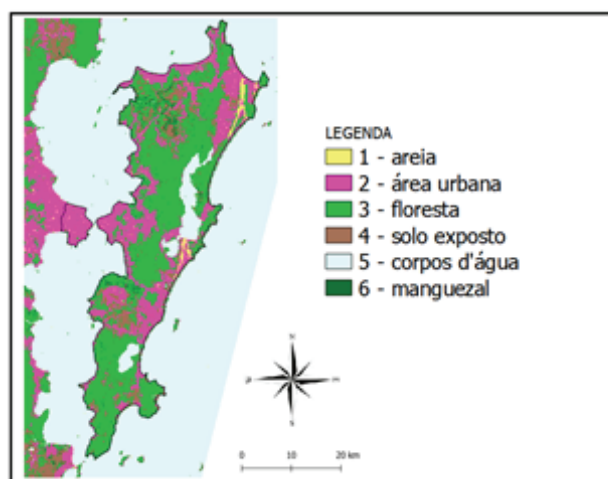 LEGENDA
1 - areia
2 - área urbana
3 - floresta
4 - solo exposto
5 - corpos d'água
6 - manguezal
0 10 20 km